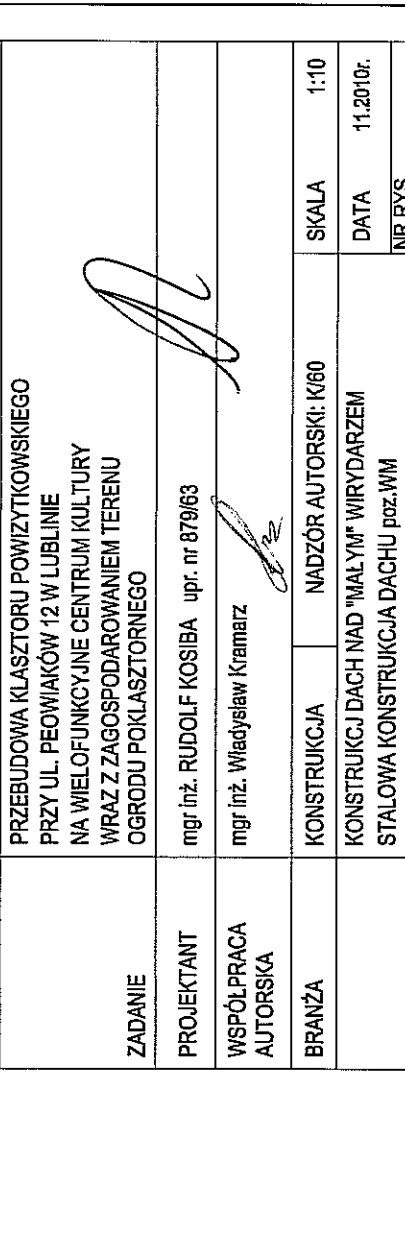 ZADANIE
PRZEBUDOWA KLASZTORU POWIZYTKOWSKIEGO
PRZY UL. PEOWIAKÓW 12 W LUBLINIE
NA WIELOFUNKCYJNE CENTRUM KULTURY
WRAZ Z ZAGOSPODAROWANIEM TERENU
OGRODU POKLASZTORNEGO
PROJEKTANT mgr inż. RUDOLF KOSIBA upr. nr 879/63
WSPÓŁPRACA
AUTORSKA
mgr inż. Władysław Kramarz
BRANŻA KONSTRUKCJA NADZÓR AUTORSKI: K/60 SKALA 1:10
KONSTRUKCJ DACH NAD "MAŁYM" WIRYDARZEM
STALOWA KONSTRUKCJA DACHU poz.WM
DATA 11.2010r.
NR RYS